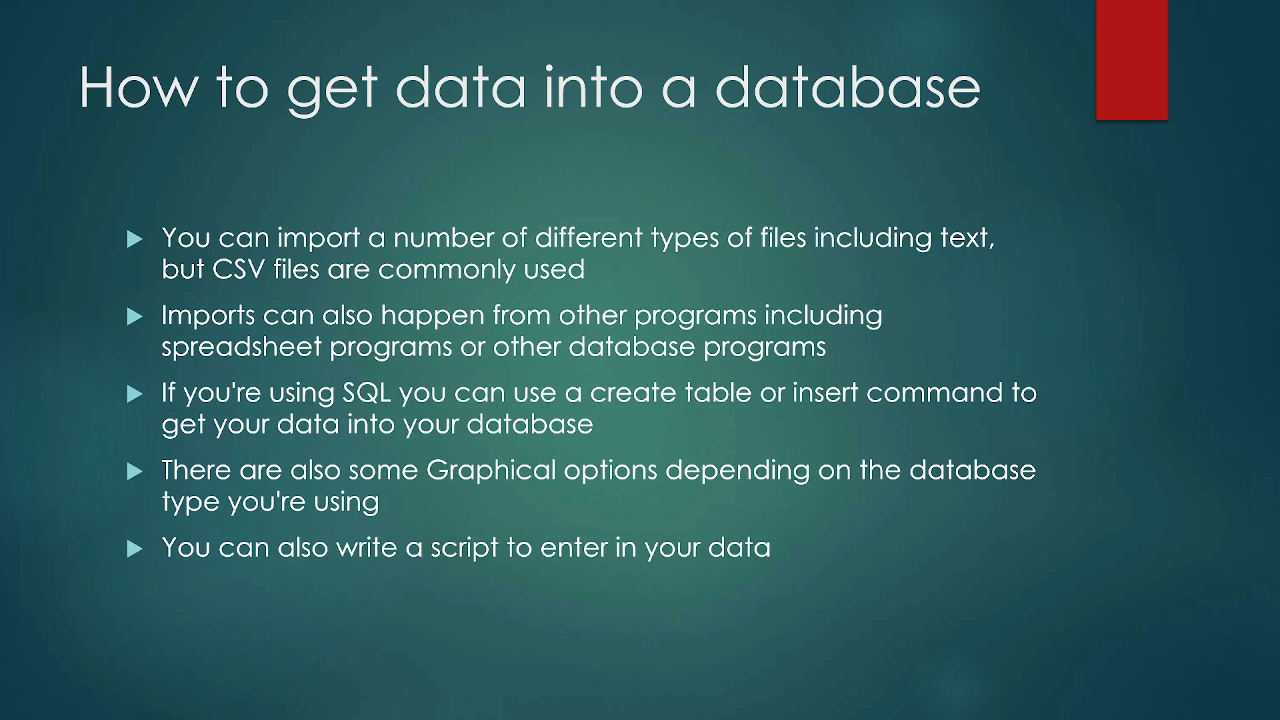 How to get data into a database
You can import a number of different types of files including text,
but CSV files are commonly used
Imports can also happen from other programs including
spreadsheet programs or other database programs
If you're using SQL you can use a create table or insert command to
get your data into your database
There are also some Graphical options depending on the database
type you're using
You can also write a script to enter in your data